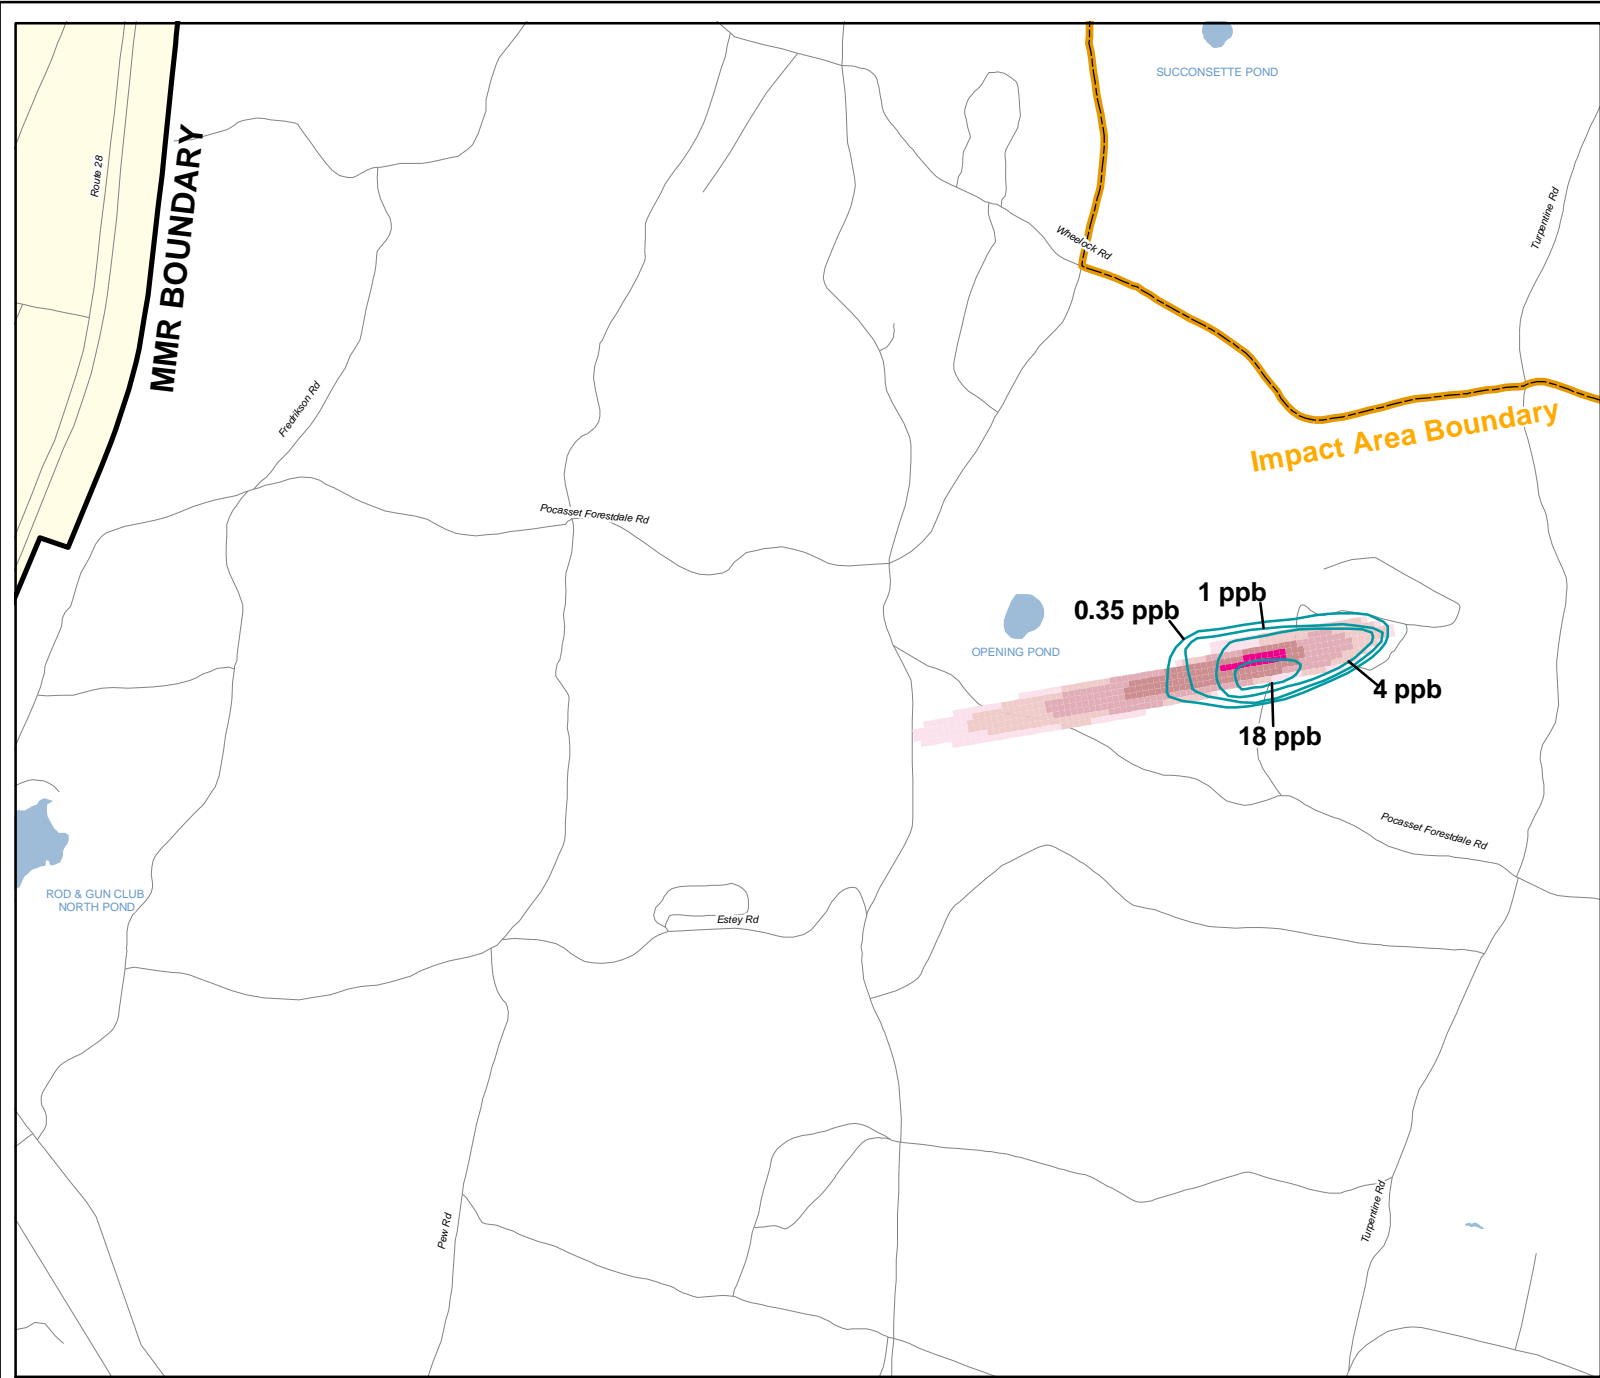 SUCCONSETTE POND
Route 28
MMR BOUNDARY
Turpentine Rd
Wheelock Rd
Fredrikson Rd
Impact Area Boundary
Pocasset Forestdale Rd
1 ppb
0.35 ppb
OPENING POND
4 ppb
18 ppb
Pocasset Forestdale Rd
ROD & GUN CLUB
NORTH POND
Estey Rd
Pew Rd
Turpentine Rd